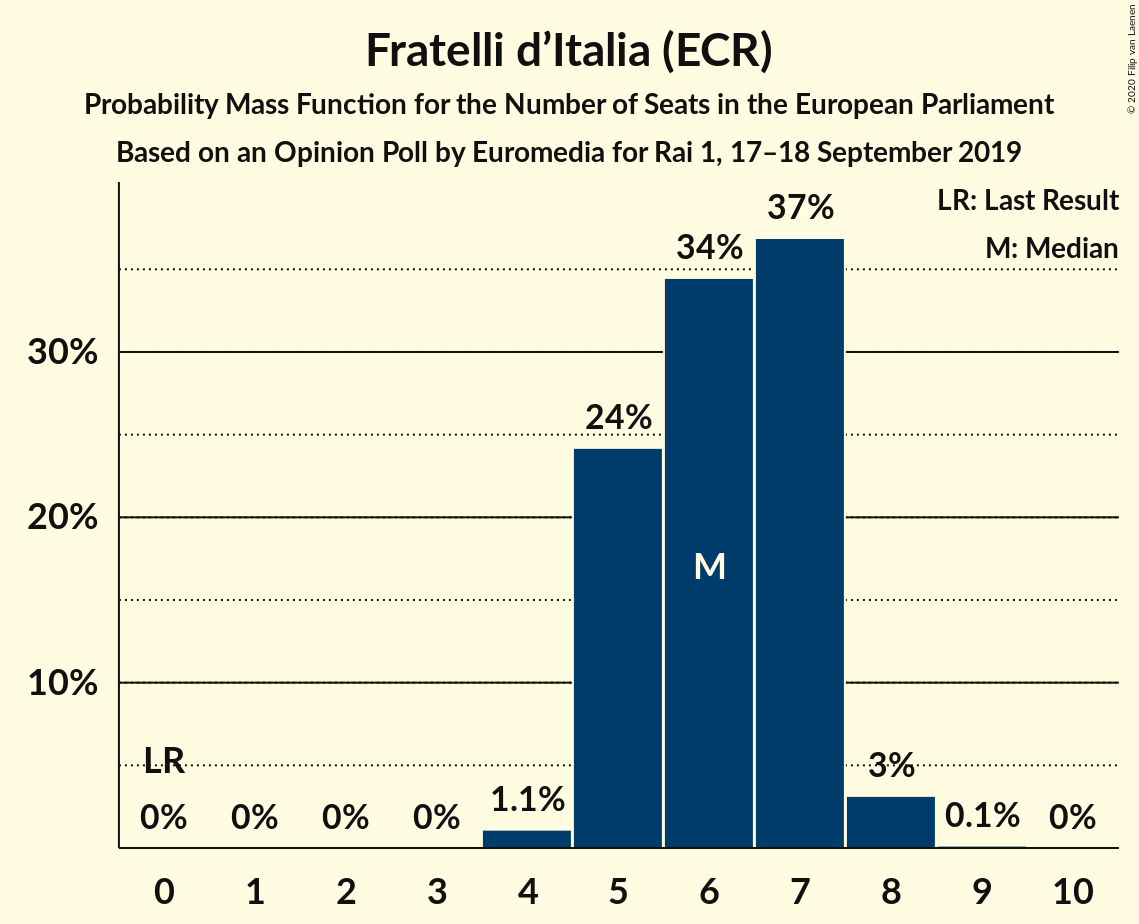 Fratelli d’Italia (ECR)
Probability Mass Function for the Number of Seats in the European Parliament
Based on an Opinion Poll by Euromedia for Rai 1, 17–18 September 2019
© 2020 Filip van Laenen
LR: Last Result
M: Median
37%
34%
30%
24%
20%
M
10%
LR
3%
1.1%
0% 0% 0% 0% 0.1% 0%
0 1 2 3 4 5 6 7 8 9 10